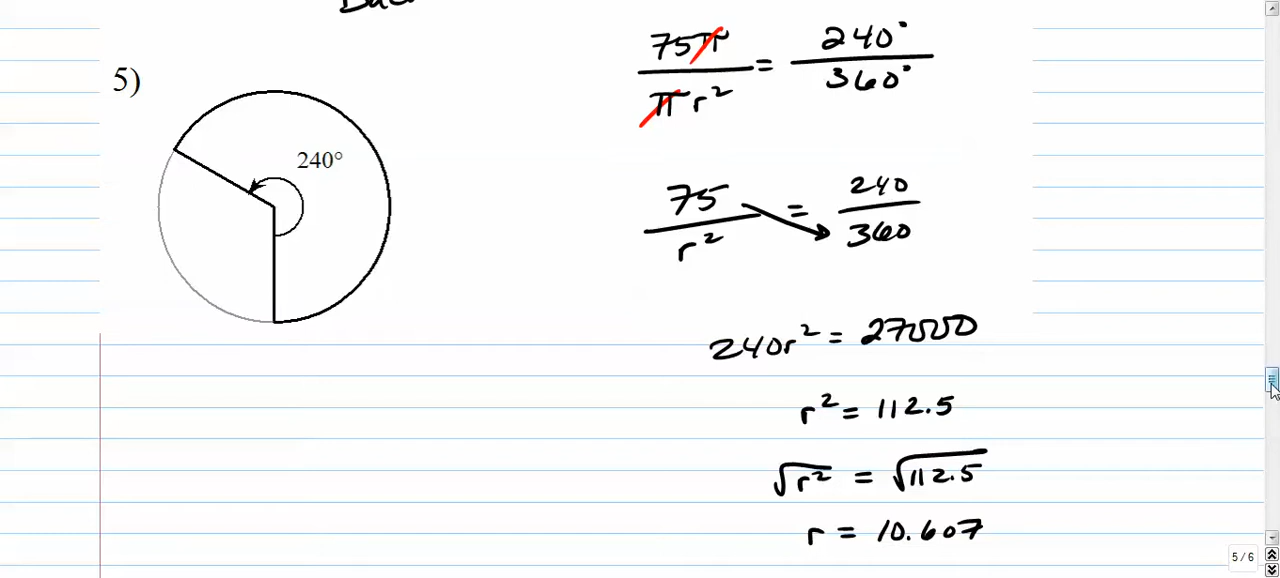 75π / πr² = 240° / 360°
5)
240°
75 / r² = 240 / 360
240r² = 27000
r² = 112.5
√r² = √112.5
r = 10.607
5 / 6